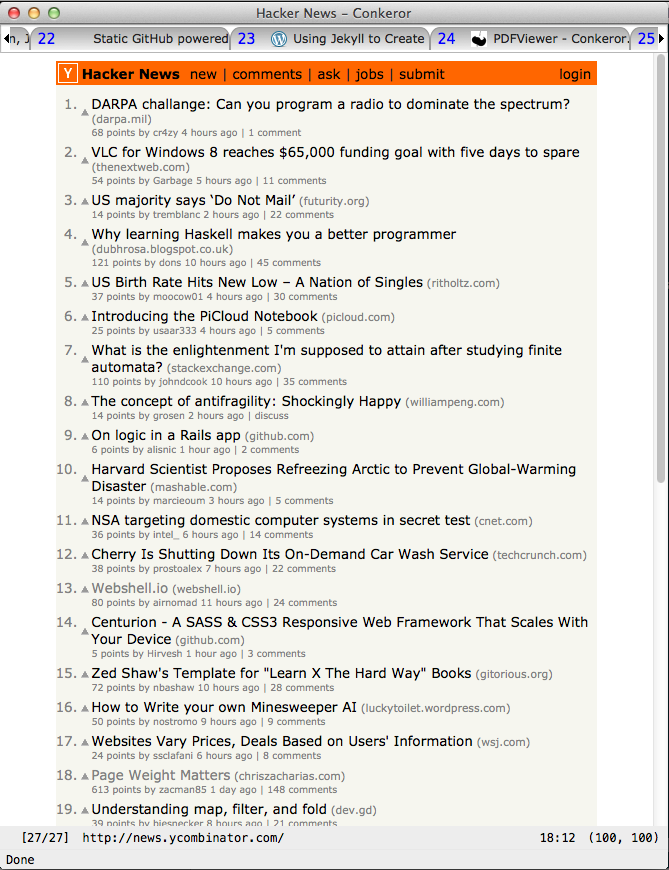 Hacker News – Conkeror
n, J 22 Static GitHub powered 23 Using Jekyll to Create 24 PDFViewer - Conkeror. 25
Y Hacker News new | comments | ask | jobs | submit login
1. DARPA challange: Can you program a radio to dominate the spectrum?
(darpa.mil)
68 points by cr4zy 4 hours ago | 1 comment
2. VLC for Windows 8 reaches $65,000 funding goal with five days to spare
(thenextweb.com)
54 points by Garbage 5 hours ago | 11 comments
3. US majority says ‘Do Not Mail’ (futurity.org)
14 points by tremblanc 2 hours ago | 22 comments
4. Why learning Haskell makes you a better programmer
(dubhrosa.blogspot.co.uk)
121 points by dons 10 hours ago | 45 comments
5. US Birth Rate Hits New Low – A Nation of Singles (ritholtz.com)
37 points by moocow01 4 hours ago | 30 comments
6. Introducing the PiCloud Notebook (picloud.com)
25 points by usaar333 4 hours ago | 5 comments
7. What is the enlightenment I'm supposed to attain after studying finite
automata? (stackexchange.com)
110 points by johndcook 10 hours ago | 35 comments
8. The concept of antifragility: Shockingly Happy (williampeng.com)
14 points by grosen 2 hours ago | discuss
9. On logic in a Rails app (github.com)
6 points by alisnic 1 hour ago | 2 comments
10. Harvard Scientist Proposes Refreezing Arctic to Prevent Global-Warming
Disaster (mashable.com)
14 points by marcieoum 3 hours ago | 5 comments
11. NSA targeting domestic computer systems in secret test (cnet.com)
36 points by intel_ 6 hours ago | 14 comments
12. Cherry Is Shutting Down Its On-Demand Car Wash Service (techcrunch.com)
38 points by prostoalex 7 hours ago | 22 comments
13. Webshell.io (webshell.io)
80 points by airnomad 11 hours ago | 24 comments
14. Centurion - A SASS & CSS3 Responsive Web Framework That Scales With
Your Device (github.com)
5 points by Hirvesh 1 hour ago | 3 comments
15. Zed Shaw's Template for "Learn X The Hard Way" Books (gitorious.org)
72 points by nbashaw 10 hours ago | 28 comments
16. How to Write your own Minesweeper AI (luckytoilet.wordpress.com)
50 points by nostromo 9 hours ago | 9 comments
17. Websites Vary Prices, Deals Based on Users' Information (wsj.com)
24 points by ssclafani 6 hours ago | 8 comments
18. Page Weight Matters (chriszacharias.com)
613 points by zacman85 1 day ago | 148 comments
19. Understanding map, filter, and fold (dev.gd)
39 points by hiesnecker 8 hours ago | 21 comments
[27/27] http://news.ycombinator.com/ 18:12 (100, 100)
Done